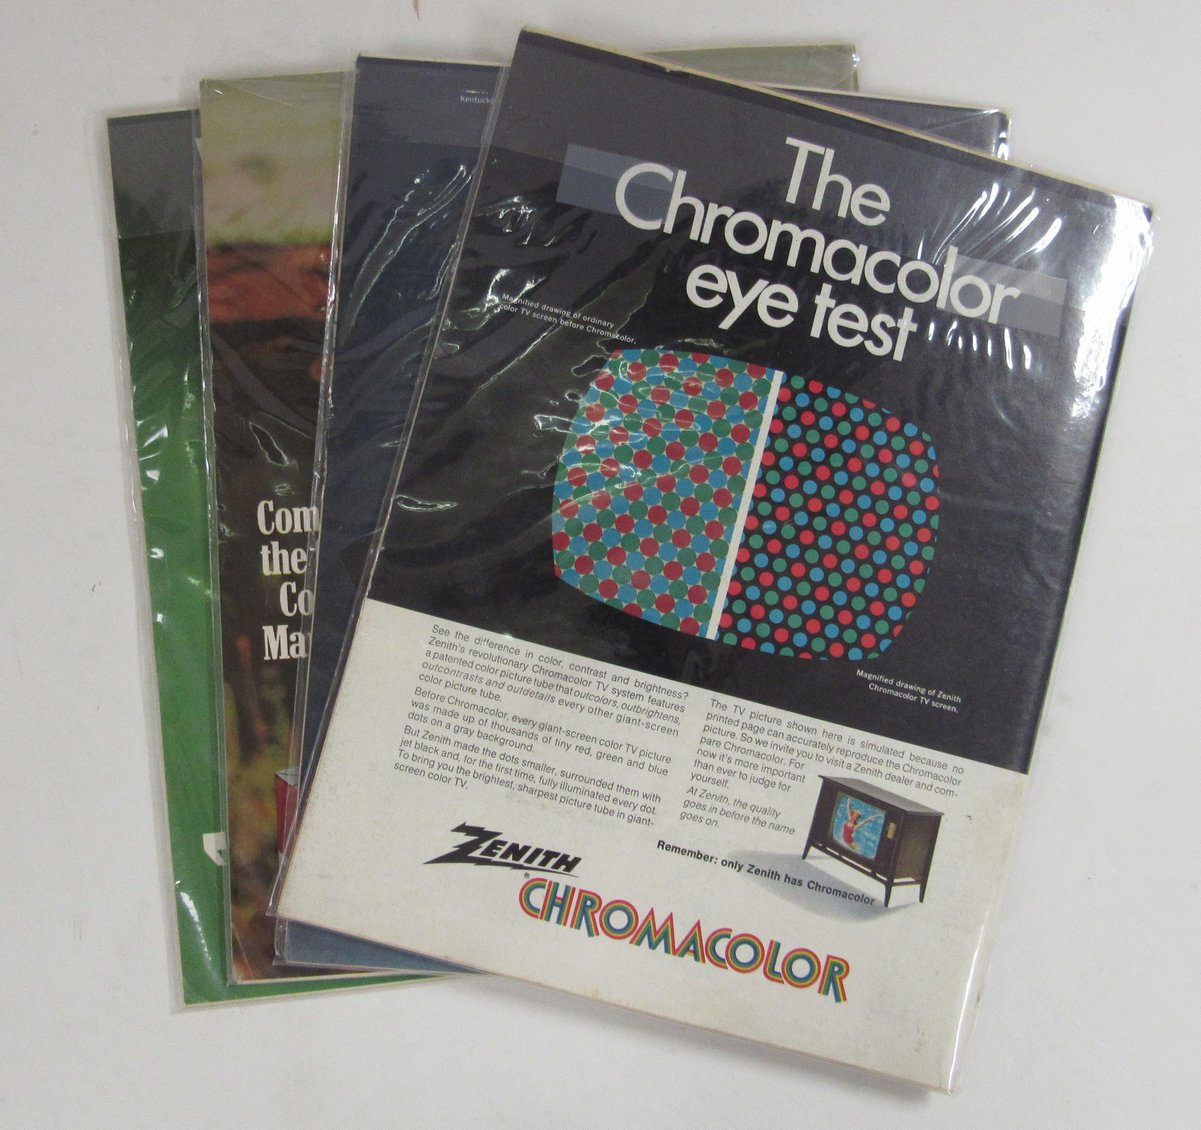 Kentuck
The
Chromacolor
eye test
Magnified drawing of ordinary
color TV screen before Chromacolor.
Magnified drawing of Zenith
Chromacolor TV screen.
Com
the
Co
Ma
See the difference in color, contrast and brightness?
Zenith's revolutionary Chromacolor TV system features
a patented color picture tube that outcolors, outbrightens,
outcontrasts and outdetails every other giant-screen
color picture tube.
Before Chromacolor, every giant-screen color TV picture
was made up of thousands of tiny red, green and blue
dots on a gray background.
But Zenith made the dots smaller, surrounded them with
jet black and, for the first time, fully illuminated every dot.
To bring you the brightest, sharpest picture tube in giant-
screen color TV.
The TV picture shown here is simulated because no
printed page can accurately reproduce the Chromacolor
picture. So we invite you to visit a Zenith dealer and com-
pare Chromacolor. For
now it's more important
than ever to judge for
yourself.
At Zenith, the quality
goes in before the name
goes on.
Remember: only Zenith has Chromacolor
ZENITH
® CHROMACOLOR